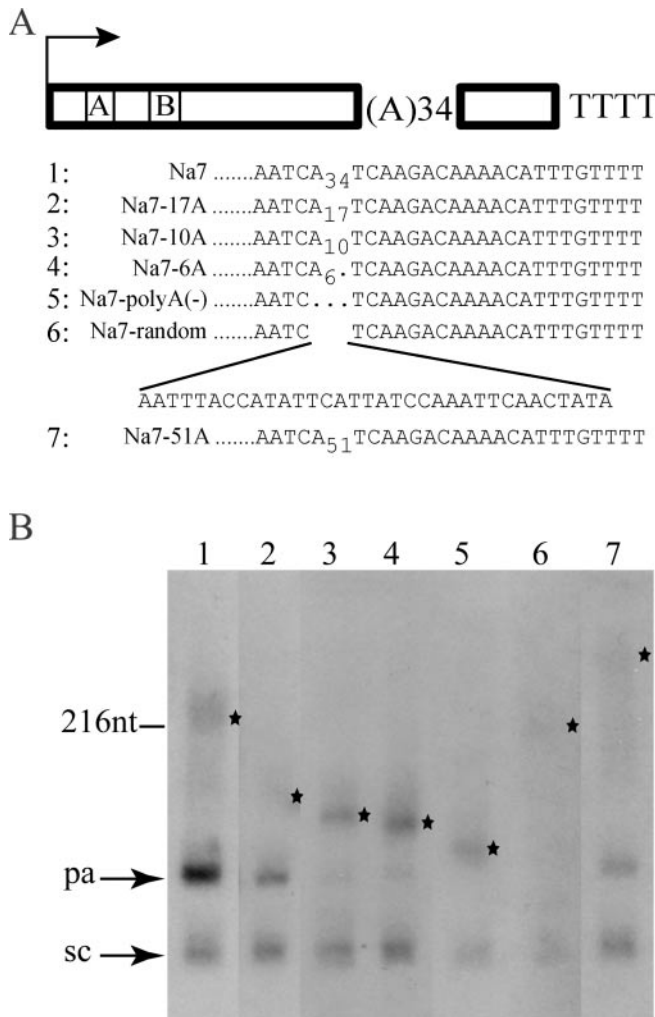 A
A B (A)34 TTTT
1: Na7 .......AATCA34TCAAGACAAAACATTTGTTTT
2: Na7-17A .......AATCA17TCAAGACAAAACATTTGTTTT
3: Na7-10A .......AATCA10TCAAGACAAAACATTTGTTTT
4: Na7-6A .......AATCA6.TCAAGACAAAACATTTGTTTT
5: Na7-polyA(-) .......AATC...TCAAGACAAAACATTTGTTTT
6: Na7-random .......AATC TCAAGACAAAACATTTGTTTT
AATTTACCATATTCATTATCCAAATTCAACTATA
7: Na7-51A .......AATCA51TCAAGACAAAACATTTGTTTT
B
1 2 3 4 5 6 7
216nt
pa
sc